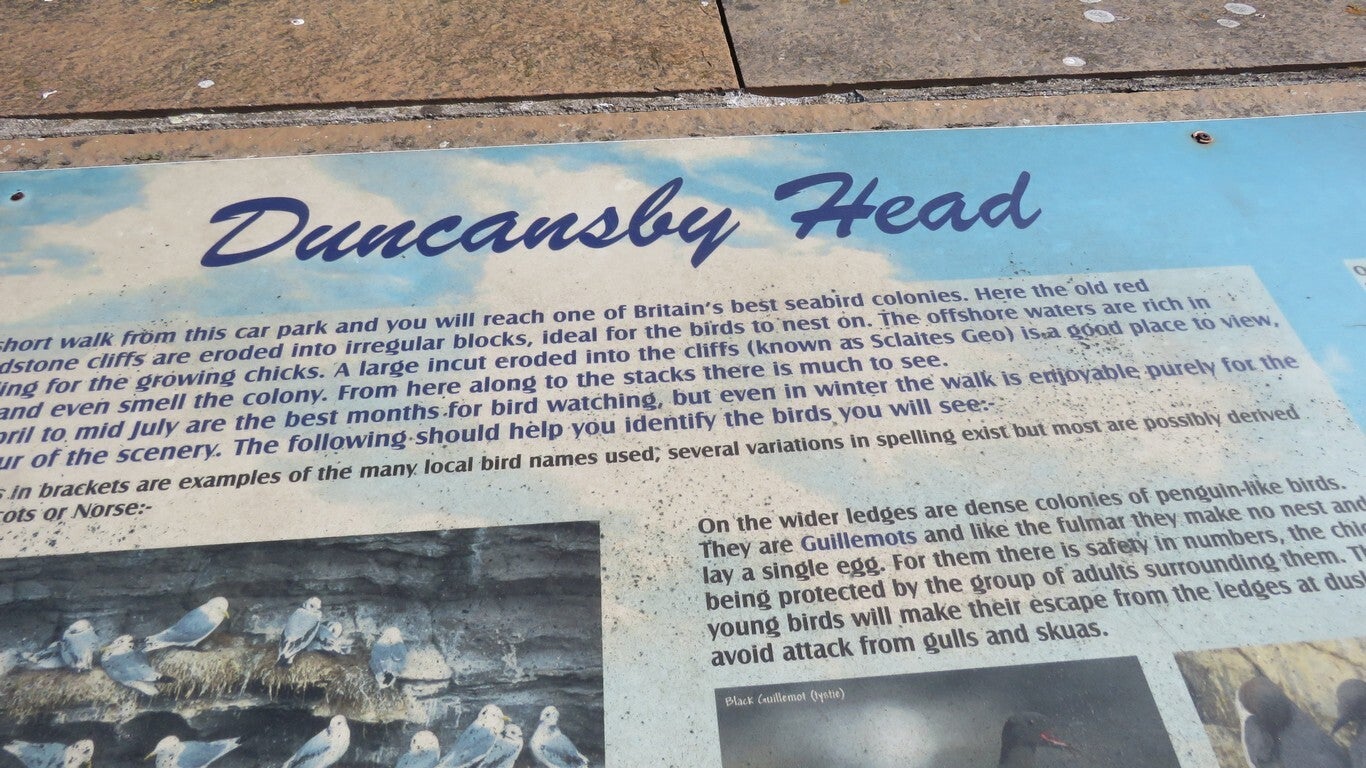 Duncansby Head
short walk from this car park and you will reach one of Britain's best seabird colonies. Here the old red
dstone cliffs are eroded into irregular blocks, ideal for the birds to nest on. The offshore waters are rich in
ing for the growing chicks. A large incut eroded into the cliffs (known as Sclaites Geo) is a good place to view,
and even smell the colony. From here along to the stacks there is much to see.
pril to mid July are the best months for bird watching, but even in winter the walk is enjoyable purely for the
ur of the scenery. The following should help you identify the birds you will see:-
s in brackets are examples of the many local bird names used; several variations in spelling exist but most are possibly derived
cots or Norse:-
On the wider ledges are dense colonies of penguin-like birds.
They are Guillemots and like the fulmar they make no nest and
lay a single egg. For them there is safety in numbers, the chi
being protected by the group of adults surrounding them. T
young birds will make their escape from the ledges at dus
avoid attack from gulls and skuas.
Black Guillemot (tystie)